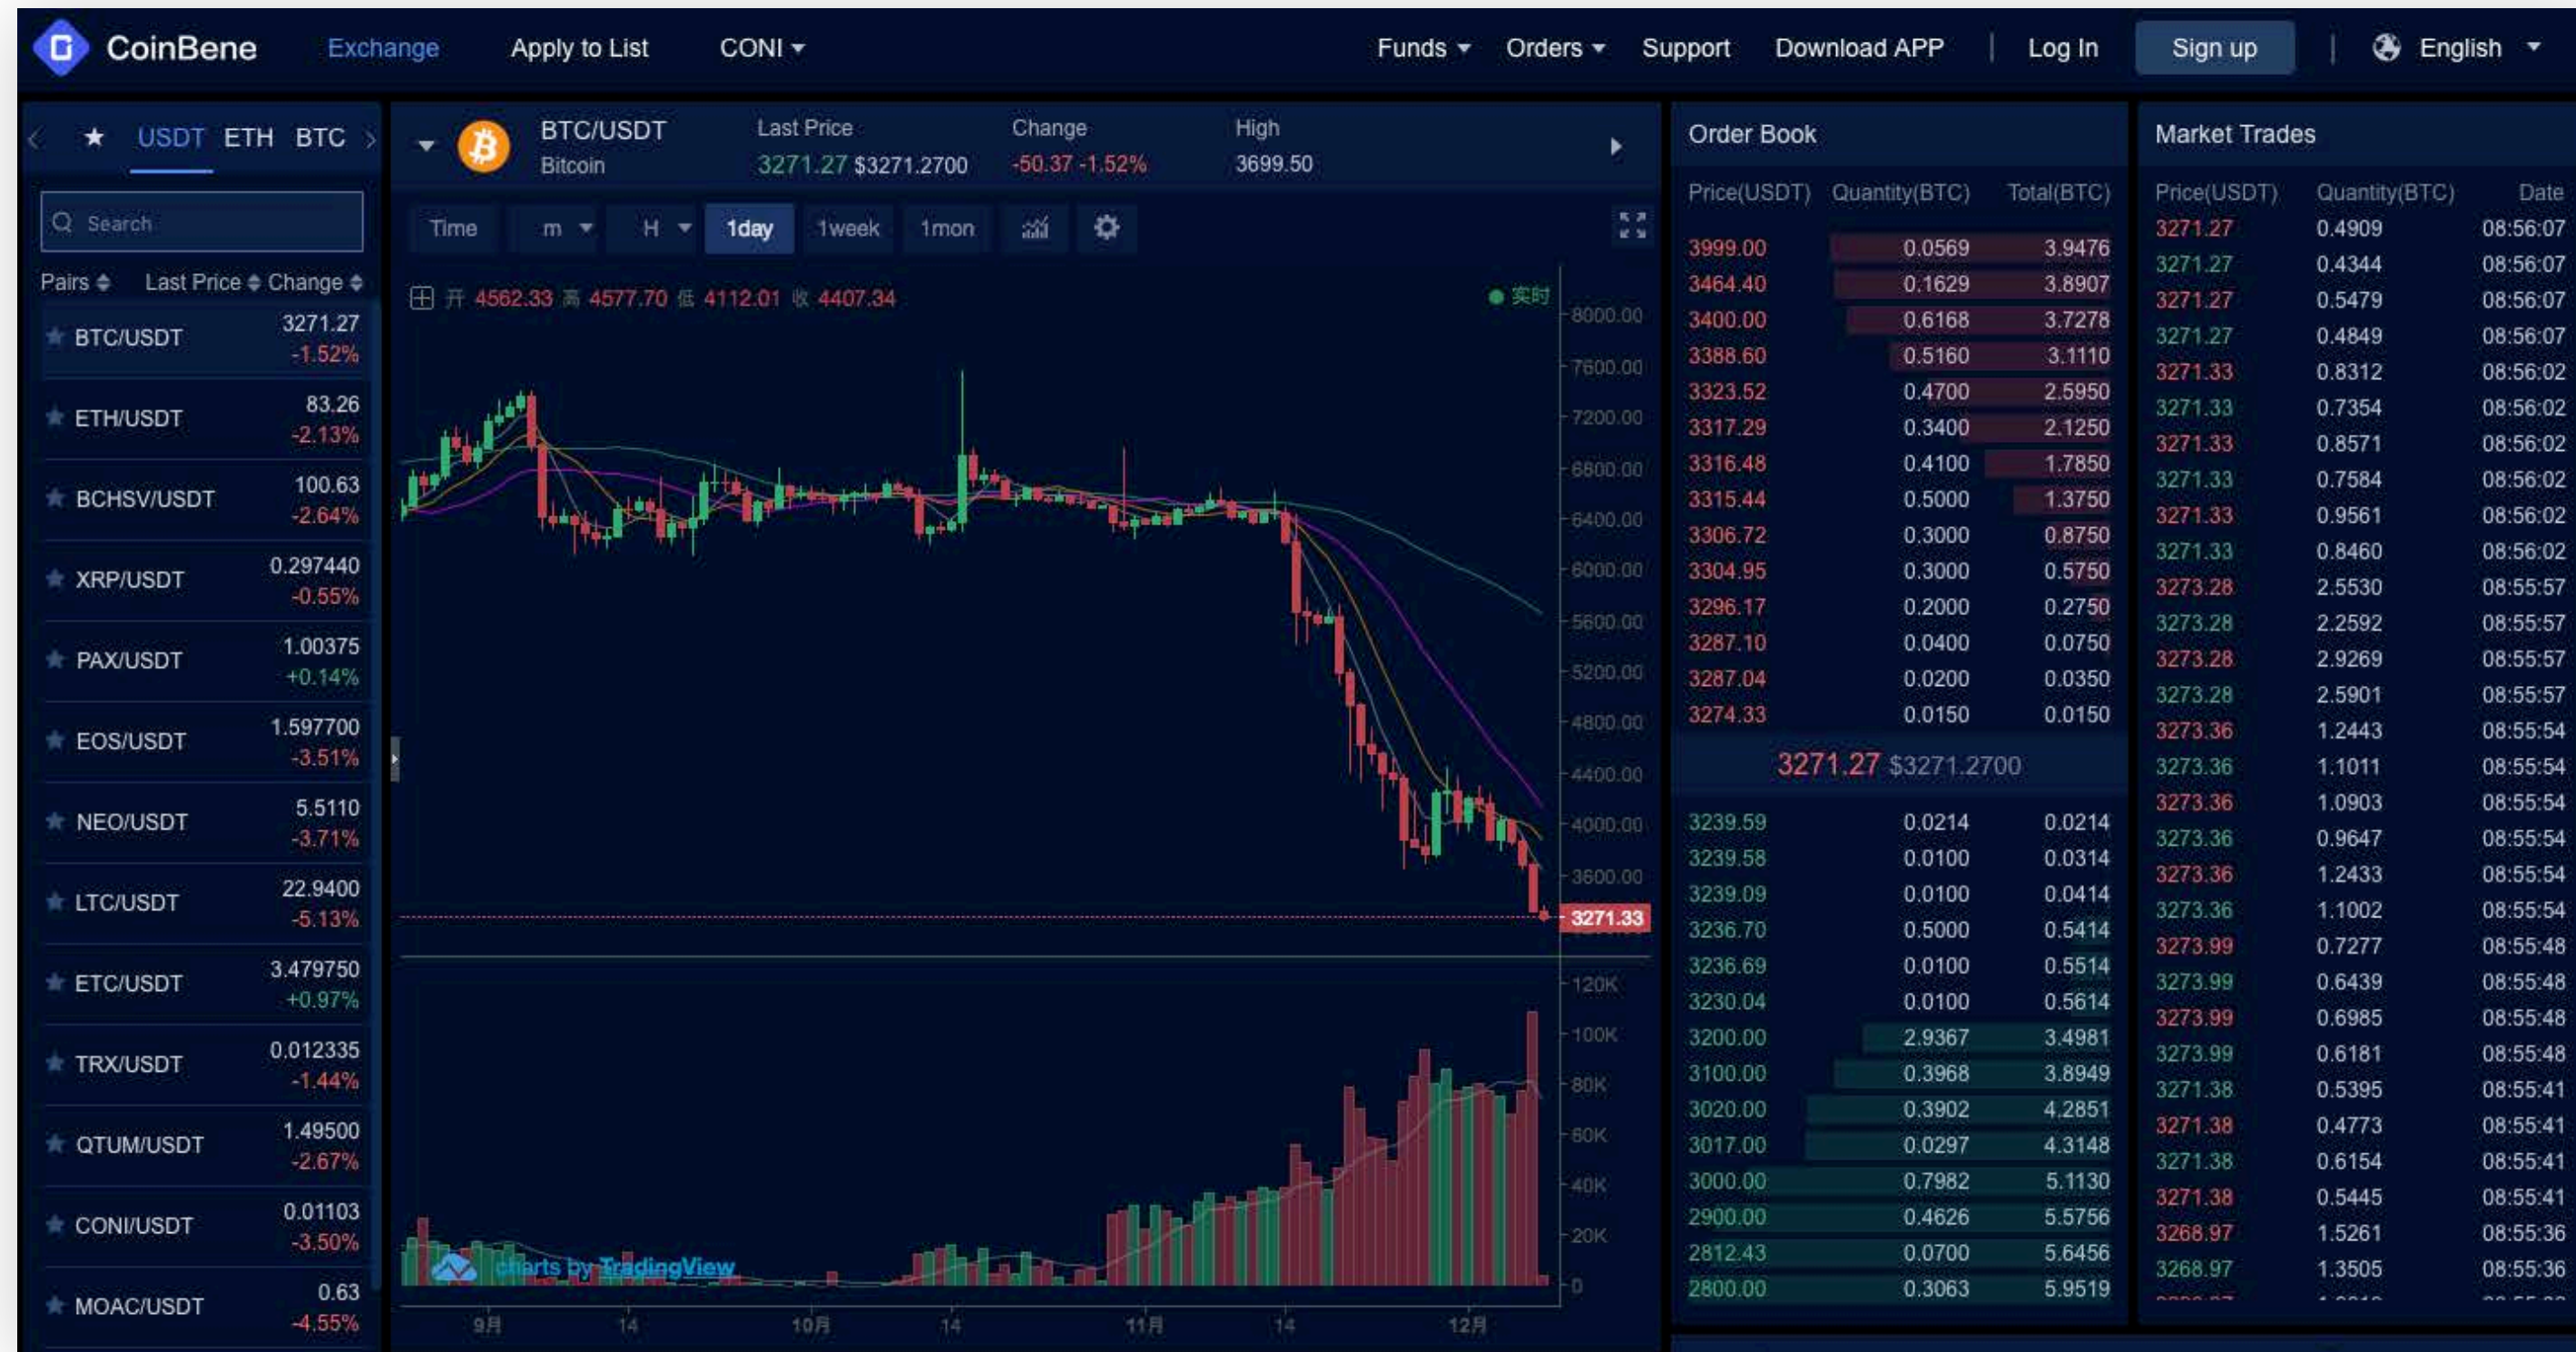 CoinBene Exchange Apply to List CONI Funds Orders Support Download APP Log In Sign up English
USDT ETH BTC
Search
Pairs Last Price Change
BTC/USDT 3271.27
-1.52%
ETH/USDT 83.26
-2.13%
BCHSV/USDT 100.63
-2.64%
XRP/USDT 0.297440
-0.55%
PAX/USDT 1.00375
+0.14%
EOS/USDT 1.597700
-3.51%
NEO/USDT 5.5110
-3.71%
LTC/USDT 22.9400
-5.13%
ETC/USDT 3.479750
+0.97%
TRX/USDT 0.012335
-1.44%
QTUM/USDT 1.49500
-2.67%
CONI/USDT 0.01103
-3.50%
MOAC/USDT 0.63
-4.55%
BTC/USDT Last Price Change High
Bitcoin 3271.27 $3271.2700 -50.37 -1.52% 3699.50
Time m H 1day 1week 1mon
开 4562.33 高 4577.70 低 4112.01 收 4407.34
实时
8000.00
7600.00
7200.00
6800.00
6400.00
6000.00
5600.00
5200.00
4800.00
4400.00
4000.00
3600.00
3271.33
120K
100K
80K
60K
40K
20K
0
charts by TradingView
9月 14 10月 14 11月 14 12月
Order Book
Price(USDT) Quantity(BTC) Total(BTC)
3999.00 0.0569 3.9476
3464.40 0.1629 3.8907
3400.00 0.6168 3.7278
3388.60 0.5160 3.1110
3323.52 0.4700 2.5950
3317.29 0.3400 2.1250
3316.48 0.4100 1.7850
3315.44 0.5000 1.3750
3306.72 0.3000 0.8750
3304.95 0.3000 0.5750
3296.17 0.2000 0.2750
3287.10 0.0400 0.0750
3287.04 0.0200 0.0350
3274.33 0.0150 0.0150
3271.27 $3271.2700
3239.59 0.0214 0.0214
3239.58 0.0100 0.0314
3239.09 0.0100 0.0414
3236.70 0.5000 0.5414
3236.69 0.0100 0.5514
3230.04 0.0100 0.5614
3200.00 2.9367 3.4981
3100.00 0.3968 3.8949
3020.00 0.3902 4.2851
3017.00 0.0297 4.3148
3000.00 0.7982 5.1130
2900.00 0.4626 5.5756
2812.43 0.0700 5.6456
2800.00 0.3063 5.9519
Market Trades
Price(USDT) Quantity(BTC) Date
3271.27 0.4909 08:56:07
3271.27 0.4344 08:56:07
3271.27 0.5479 08:56:07
3271.27 0.4849 08:56:07
3271.33 0.8312 08:56:02
3271.33 0.7354 08:56:02
3271.33 0.8571 08:56:02
3271.33 0.7584 08:56:02
3271.33 0.9561 08:56:02
3271.33 0.8460 08:56:02
3273.28 2.5530 08:55:57
3273.28 2.2592 08:55:57
3273.28 2.9269 08:55:57
3273.28 2.5901 08:55:57
3273.36 1.2443 08:55:54
3273.36 1.1011 08:55:54
3273.36 1.0903 08:55:54
3273.36 0.9647 08:55:54
3273.36 1.2433 08:55:54
3273.36 1.1002 08:55:54
3273.99 0.7277 08:55:48
3273.99 0.6439 08:55:48
3273.99 0.6985 08:55:48
3273.99 0.6181 08:55:48
3271.38 0.5395 08:55:41
3271.38 0.4773 08:55:41
3271.38 0.6154 08:55:41
3271.38 0.5445 08:55:41
3268.97 1.5261 08:55:36
3268.97 1.3505 08:55:36